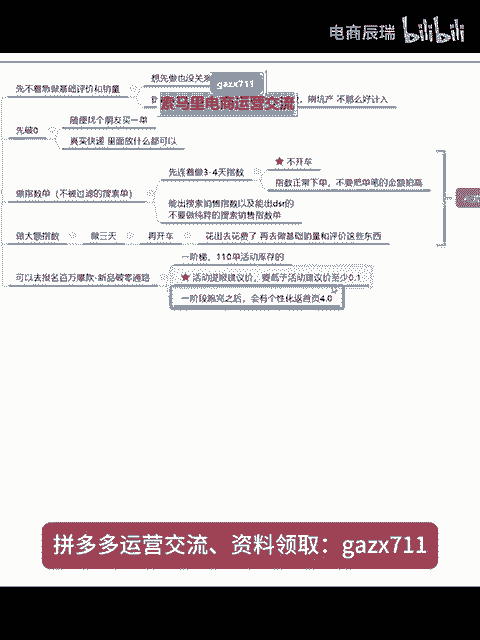 电商辰瑞 bilibili
想先做也没关系
gazx711
先不着急做基础评价和销量
索马里电商运营交流
刷坑产 不那么好计入
随便找个朋友买一单
先破0
真实快递 里面放什么都可以
先连着做3-4天指数
★ 不开车
指数正常下单，不要把单笔的金额拍高
做指数单（不被过滤的搜索单）
能出搜索销售指数以及能出dsr的
不要做纯粹的搜索销售指数单
做大额指数 做三天 再开车 花出去花费了 再去做基础销量和评价这些东西
一阶梯，110单活动库存的
可以去报名百万爆款-新品破零通路
★ 活动提报建议价，要低于活动建议价至少0.1
一阶段跑完之后，会有个性化返首页4.0
拼多多运营交流、资料领取：gazx711